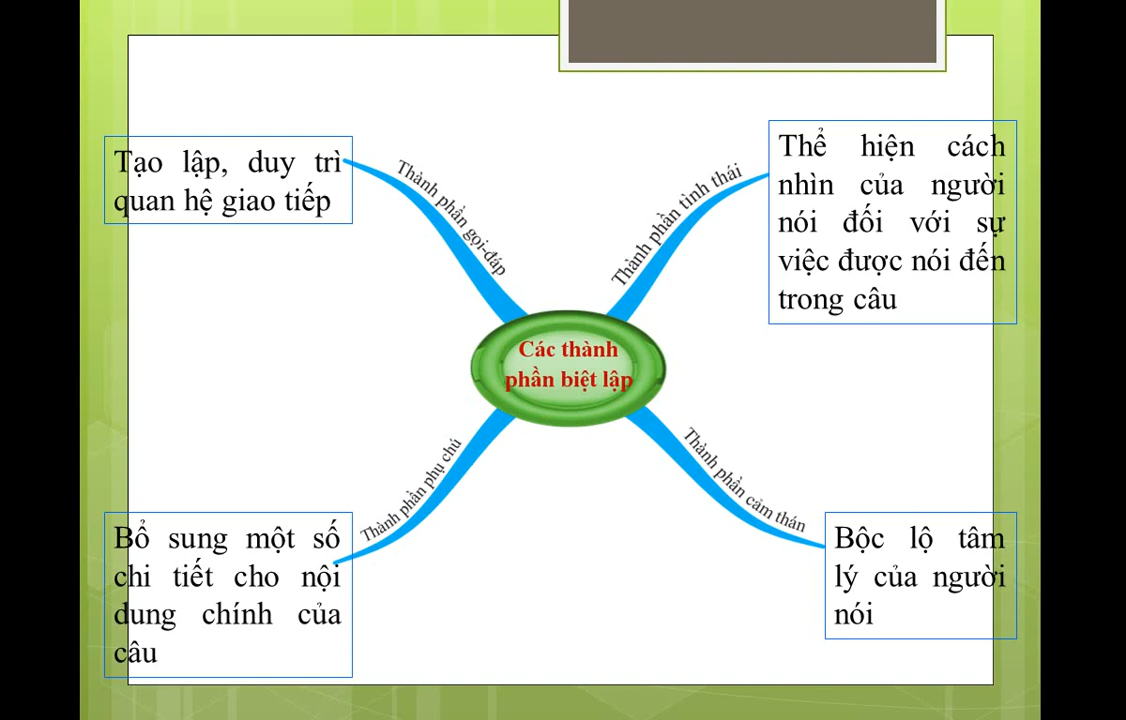 Tạo lập, duy trì
quan hệ giao tiếp
Thành phần gọi-đáp
Thành phần tình thái
Thể hiện cách
nhìn của người
nói đối với sự
việc được nói đến
trong câu
Các thành
phần biệt lập
Thành phần phụ chú
Bổ sung một số
chi tiết cho nội
dung chính của
câu
Thành phần cảm thán
Bộc lộ tâm
lý của người
nói